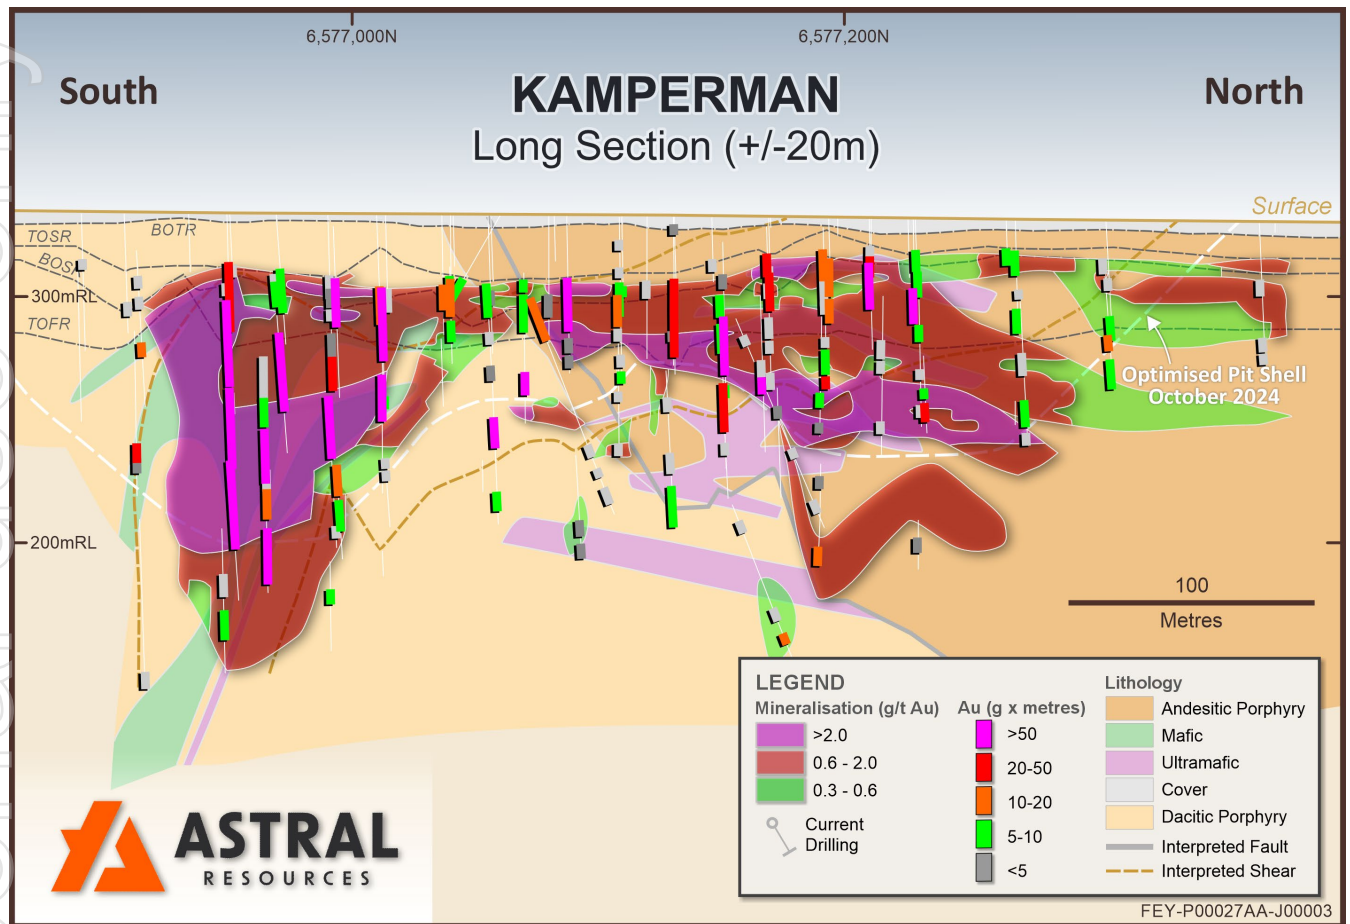 6,577,000N
6,577,200N
South
KAMPERMAN
North
Long Section (+/-20m)
Surface
TOSR
BOTR
300mRL
TOFR
Optimised Pit Shell
October 2024
200mRL
100
Metres
LEGEND
Mineralisation (g/t Au)
>2.0
0.6 - 2.0
0.3 - 0.6
Current
Drilling
Au (g x metres)
>50
20-50
10-20
5-10
<5
Lithology
Andesitic Porphyry
Mafic
Ultramafic
Cover
Dacitic Porphyry
Interpreted Fault
Interpreted Shear
ASTRAL
RESOURCES
FEY-P00027AA-J00003